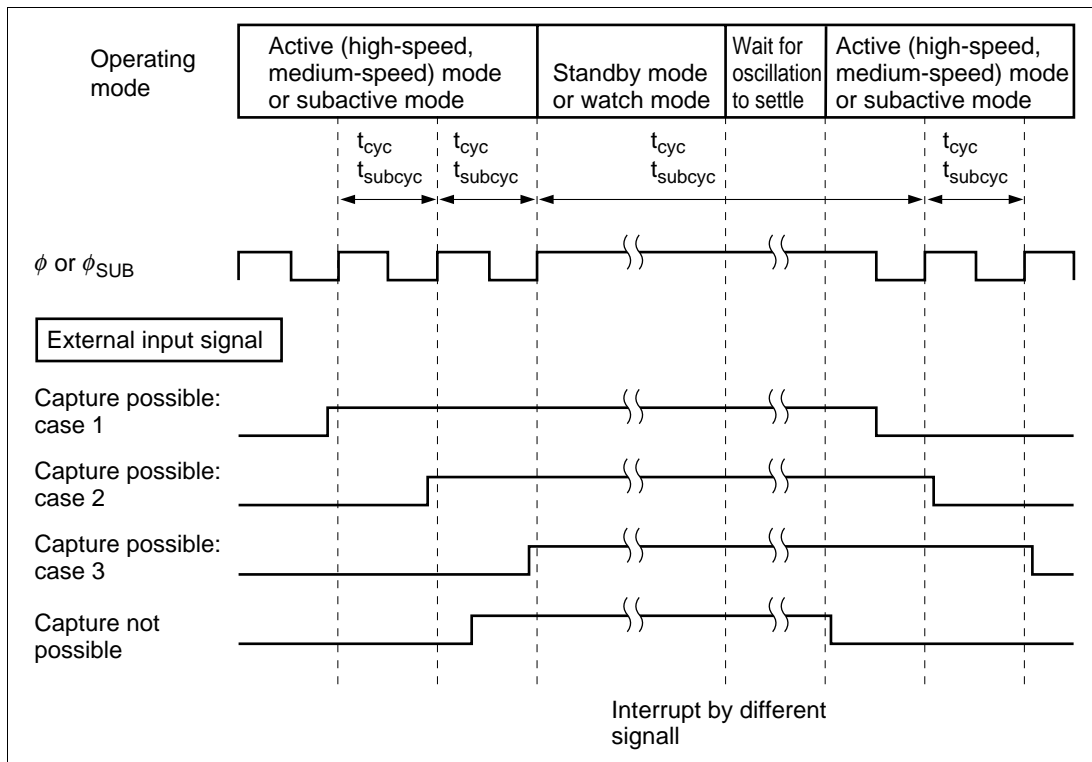 Operating
mode
Active (high-speed,
medium-speed) mode
or subactive mode
Standby mode
or watch mode
Wait for
oscillation
to settle
Active (high-speed,
medium-speed) mode
or subactive mode
tcyc
tsubcyc
tcyc
tsubcyc
tcyc
tsubcyc
tcyc
tsubcyc
ϕ or ϕSUB
External input signal
Capture possible:
case 1
Capture possible:
case 2
Capture possible:
case 3
Capture not
possible
Interrupt by different
signall